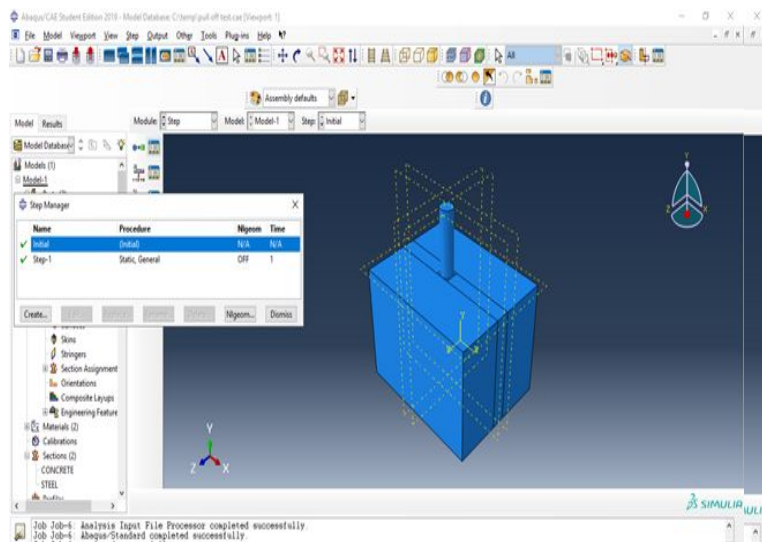 Abaqus/CAE Student Edition 2018 - Model Database: C:\temp\pull off test.cae [Viewport: 1]
File Model Viewport View Step Output Other Tools Plug-ins Help
All
Assembly defaults
Model Results
Module: Step Model: Model-1 Step: Initial
Model Database
Models (1)
Model-1
Step Manager
Name Procedure Nlgeom Time
Initial (Initial) N/A N/A
Step-1 Static, General OFF 1
Create... Nlgeom... Dismiss
Skins
Stringers
Section Assignment
Orientations
Composite Layups
Engineering Feature
Materials (2)
Calibrations
Sections (2)
CONCRETE
STEEL
Profiles
Y
Z X
Y
Z X
Y
SIMULIA
Job Job-6: Analysis Input File Processor completed successfully.
Job Job-6: Abaqus/Standard completed successfully.